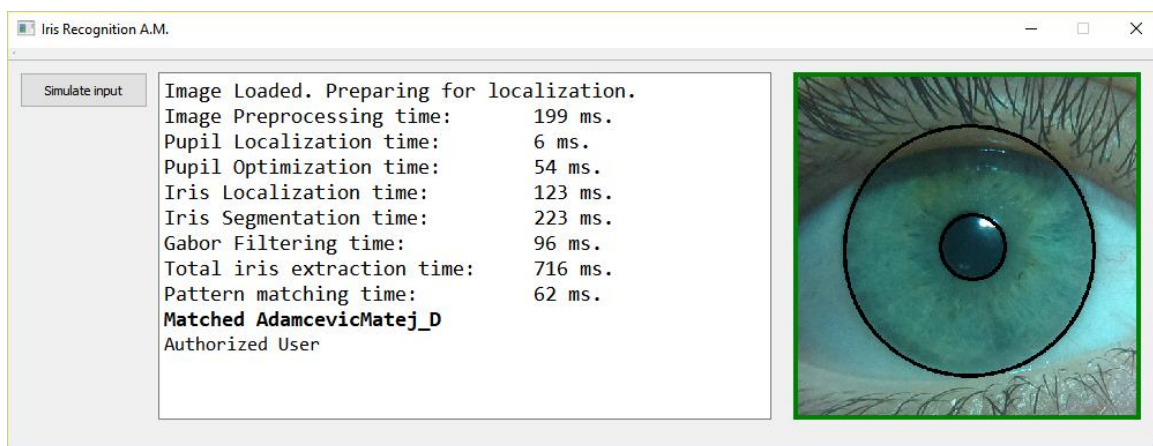 Iris Recognition A.M.
Simulate input
Image Loaded. Preparing for localization.
Image Preprocessing time: 199 ms.
Pupil Localization time: 6 ms.
Pupil Optimization time: 54 ms.
Iris Localization time: 123 ms.
Iris Segmentation time: 223 ms.
Gabor Filtering time: 96 ms.
Total iris extraction time: 716 ms.
Pattern matching time: 62 ms.
Matched AdamcevicMatej_D
Authorized User